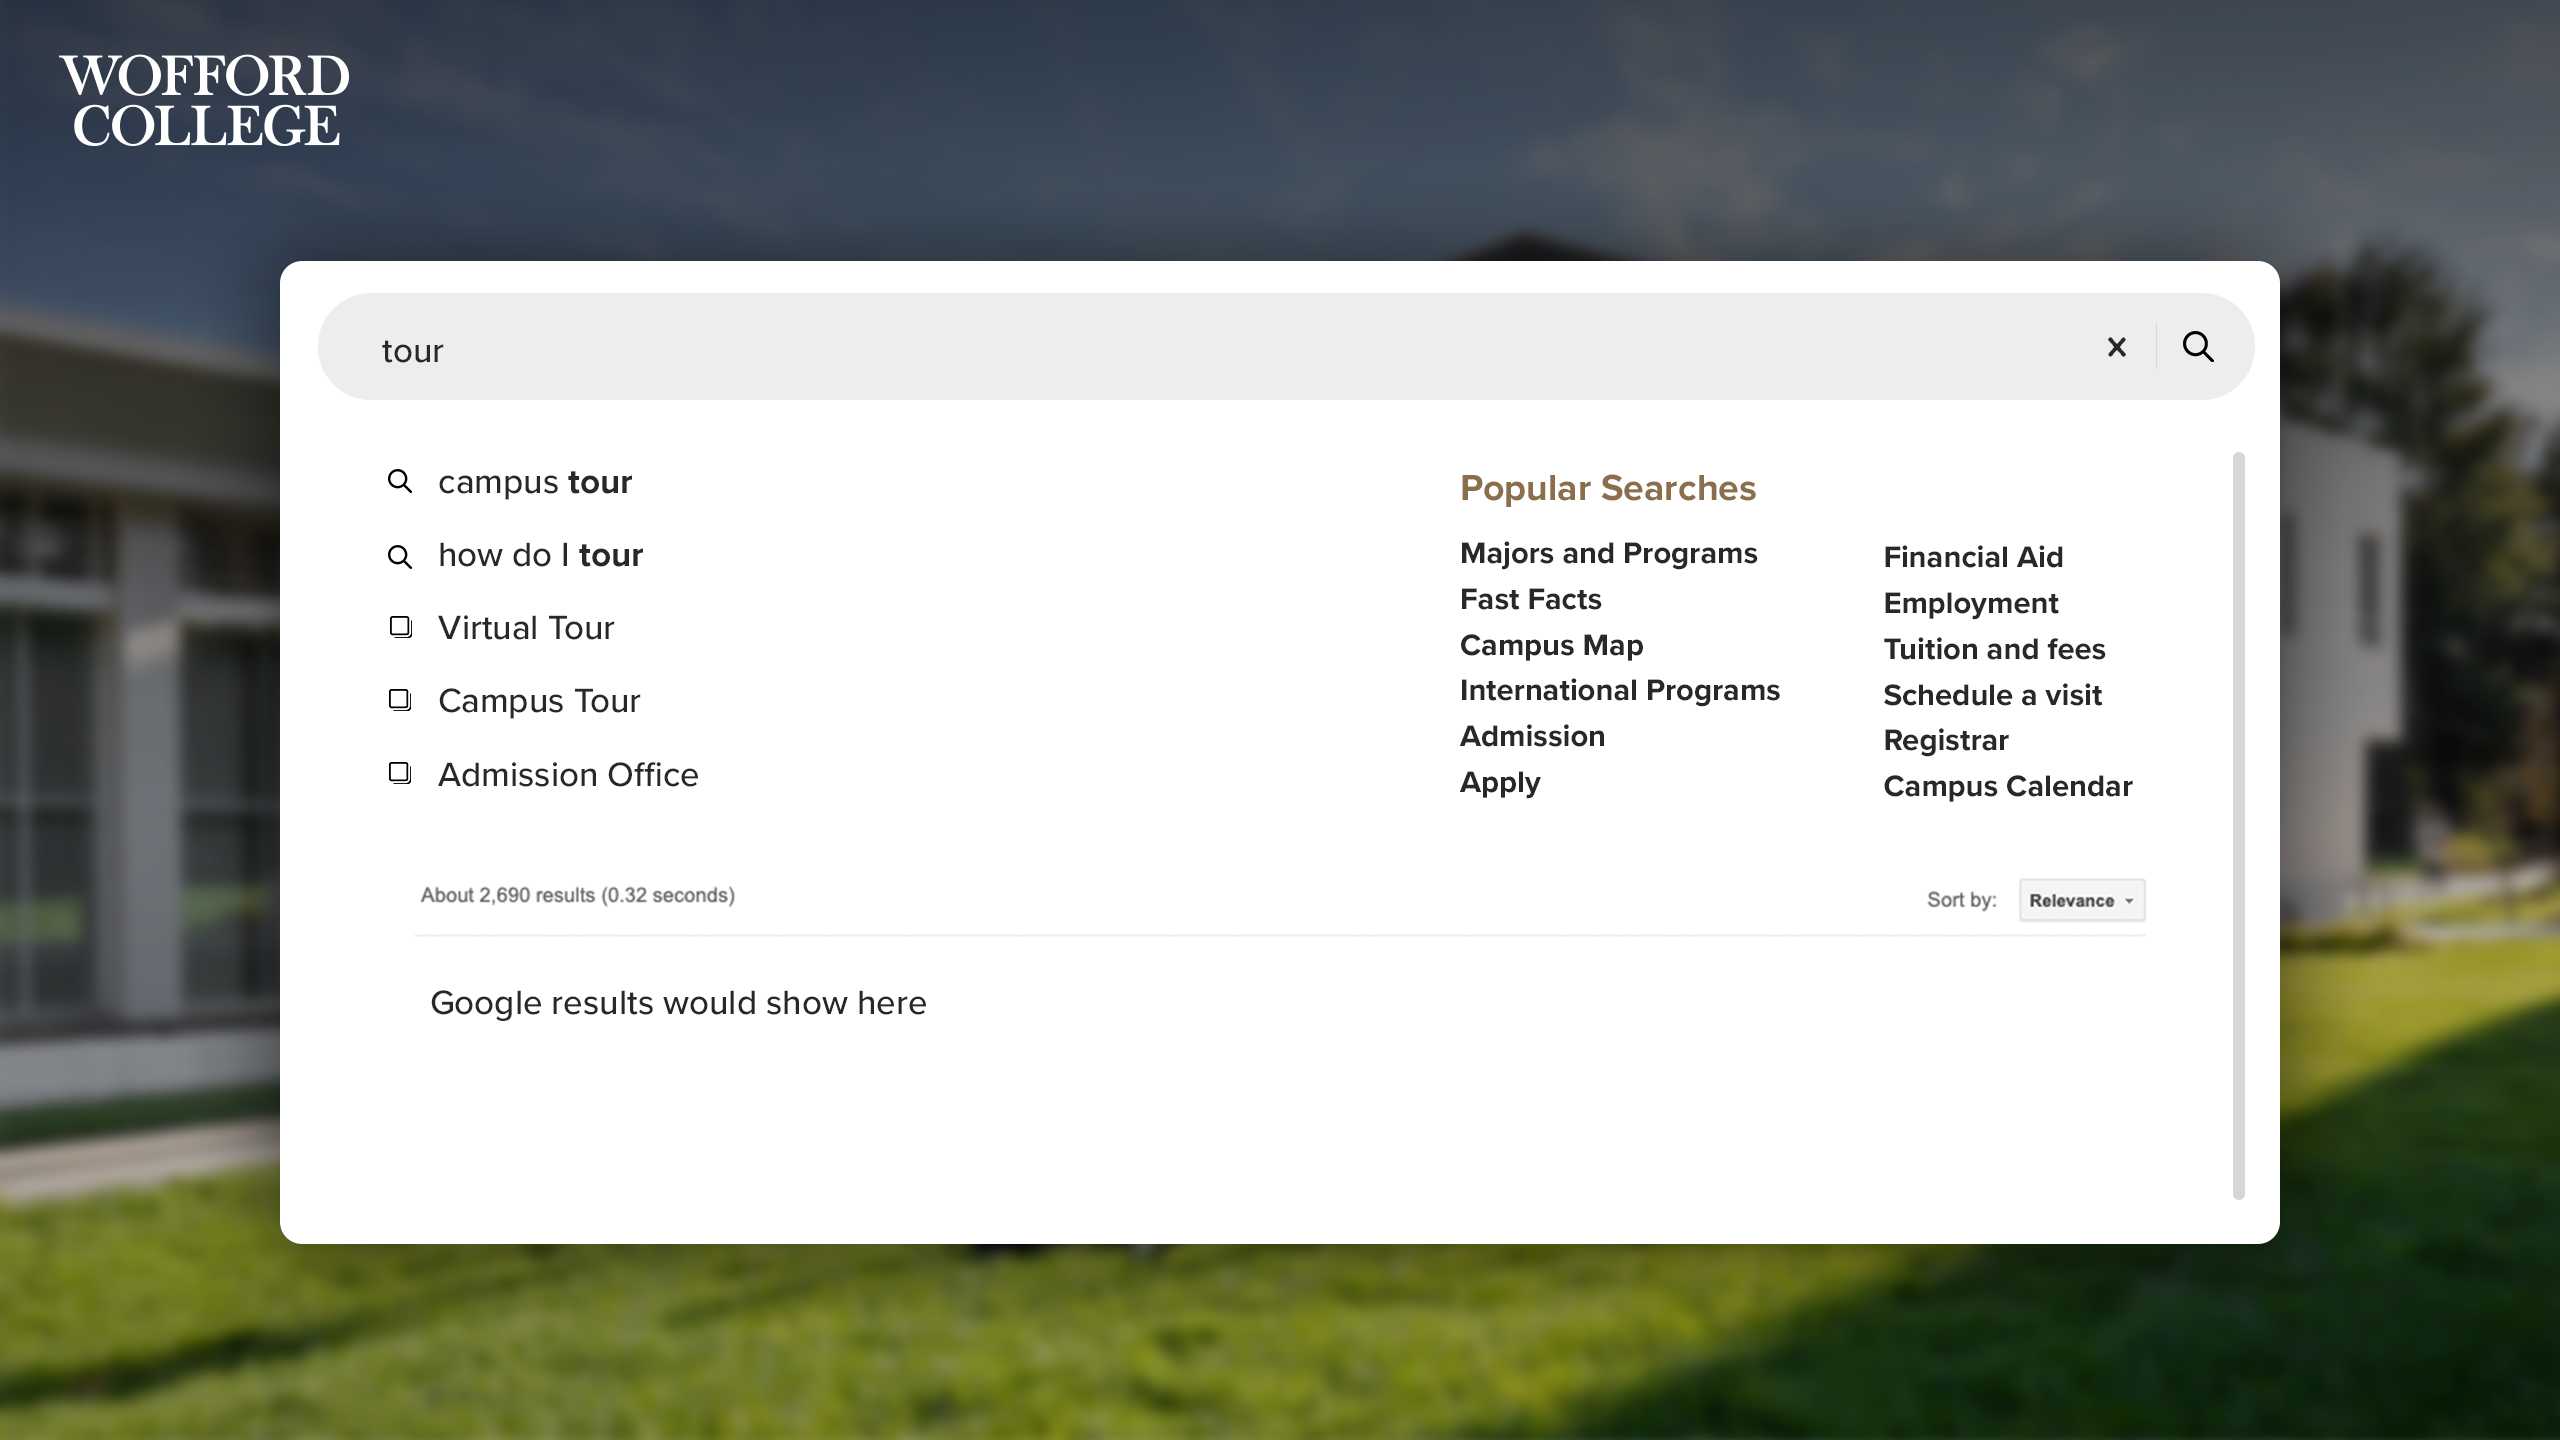 WOFFORD
COLLEGE
tour
campus tour
how do I tour
Virtual Tour
Campus Tour
Admission Office
Popular Searches
Majors and Programs
Fast Facts
Campus Map
International Programs
Admission
Apply
Financial Aid
Employment
Tuition and fees
Schedule a visit
Registrar
Campus Calendar
About 2,690 results (0.32 seconds)
Sort by: Relevance
Google results would show here